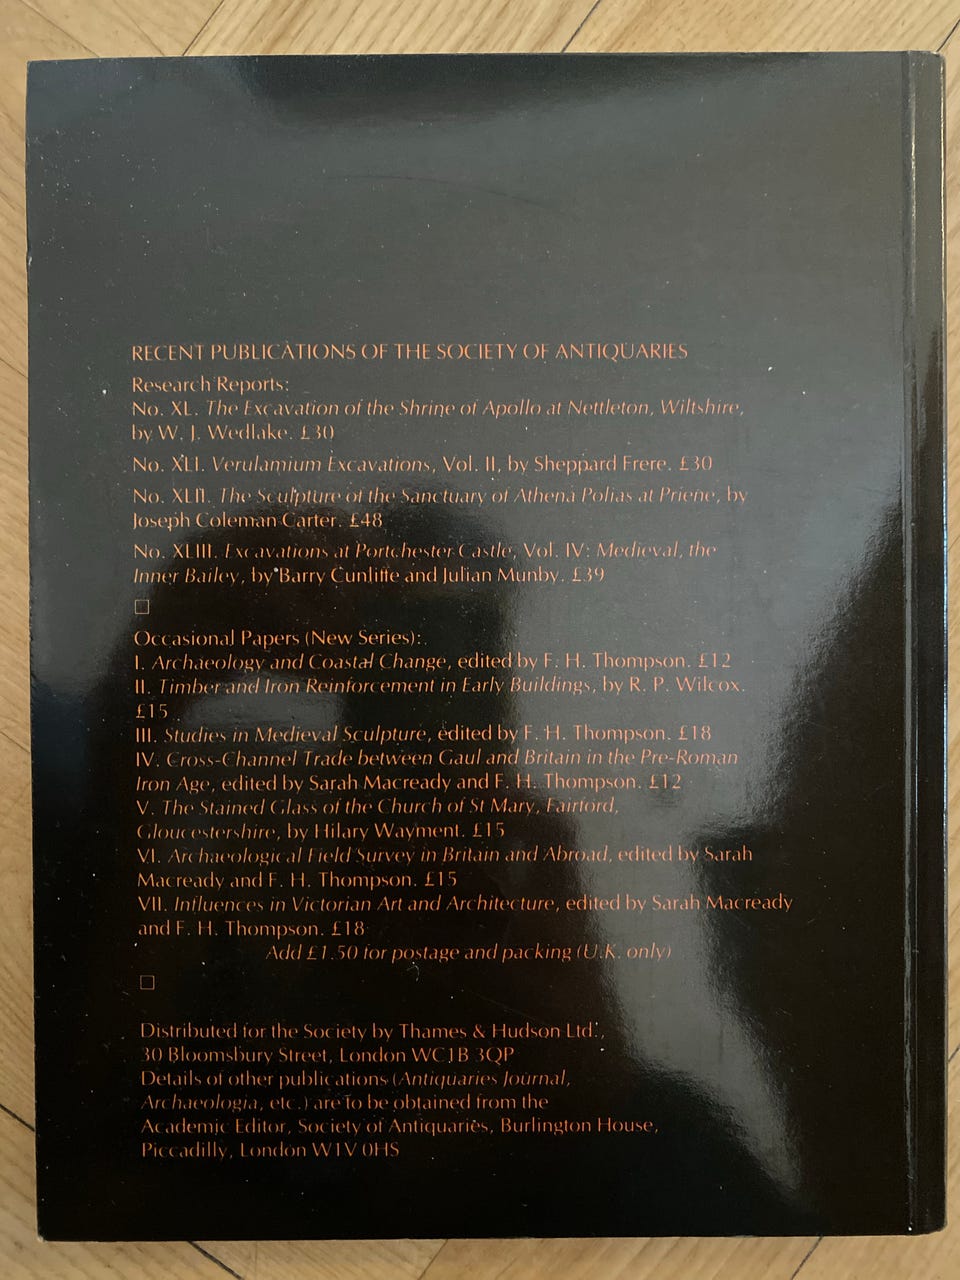 RECENT PUBLICATIONS OF THE SOCIETY OF ANTIQUARIES
Research Reports:
No. XL. The Excavation of the Shrine of Apollo at Nettleton, Wiltshire,
by W. J. Wedlake. £30
No. XLI. Verulamium Excavations, Vol. II, by Sheppard Frere. £30
No. XLII. The Sculpture of the Sanctuary of Athena Polias at Priene, by
Joseph Coleman Carter. £48
No. XLIII. Excavations at Portchester Castle, Vol. IV: Medieval, the
Inner Bailey, by Barry Cunliffe and Julian Munby. £39
Occasional Papers (New Series):
I. Archaeology and Coastal Change, edited by F. H. Thompson. £12
II. Timber and Iron Reinforcement in Early Buildings, by R. P. Wilcox.
£15
III. Studies in Medieval Sculpture, edited by F. H. Thompson. £18
IV. Cross-Channel Trade between Gaul and Britain in the Pre-Roman
Iron Age, edited by Sarah Macready and F. H. Thompson. £12
V. The Stained Glass of the Church of St Mary, Fairford,
Gloucestershire, by Hilary Wayment. £15
VI. Archaeological Field Survey in Britain and Abroad, edited by Sarah
Macready and F. H. Thompson. £15
VII. Influences in Victorian Art and Architecture, edited by Sarah Macready
and F. H. Thompson. £18
Add £1.50 for postage and packing (U.K. only)
Distributed for the Society by Thames & Hudson Ltd.,
30 Bloomsbury Street, London WC1B 3QP
Details of other publications (Antiquaries Journal,
Archaeologia, etc.) are to be obtained from the
Academic Editor, Society of Antiquaries, Burlington House,
Piccadilly, London W1V 0HS